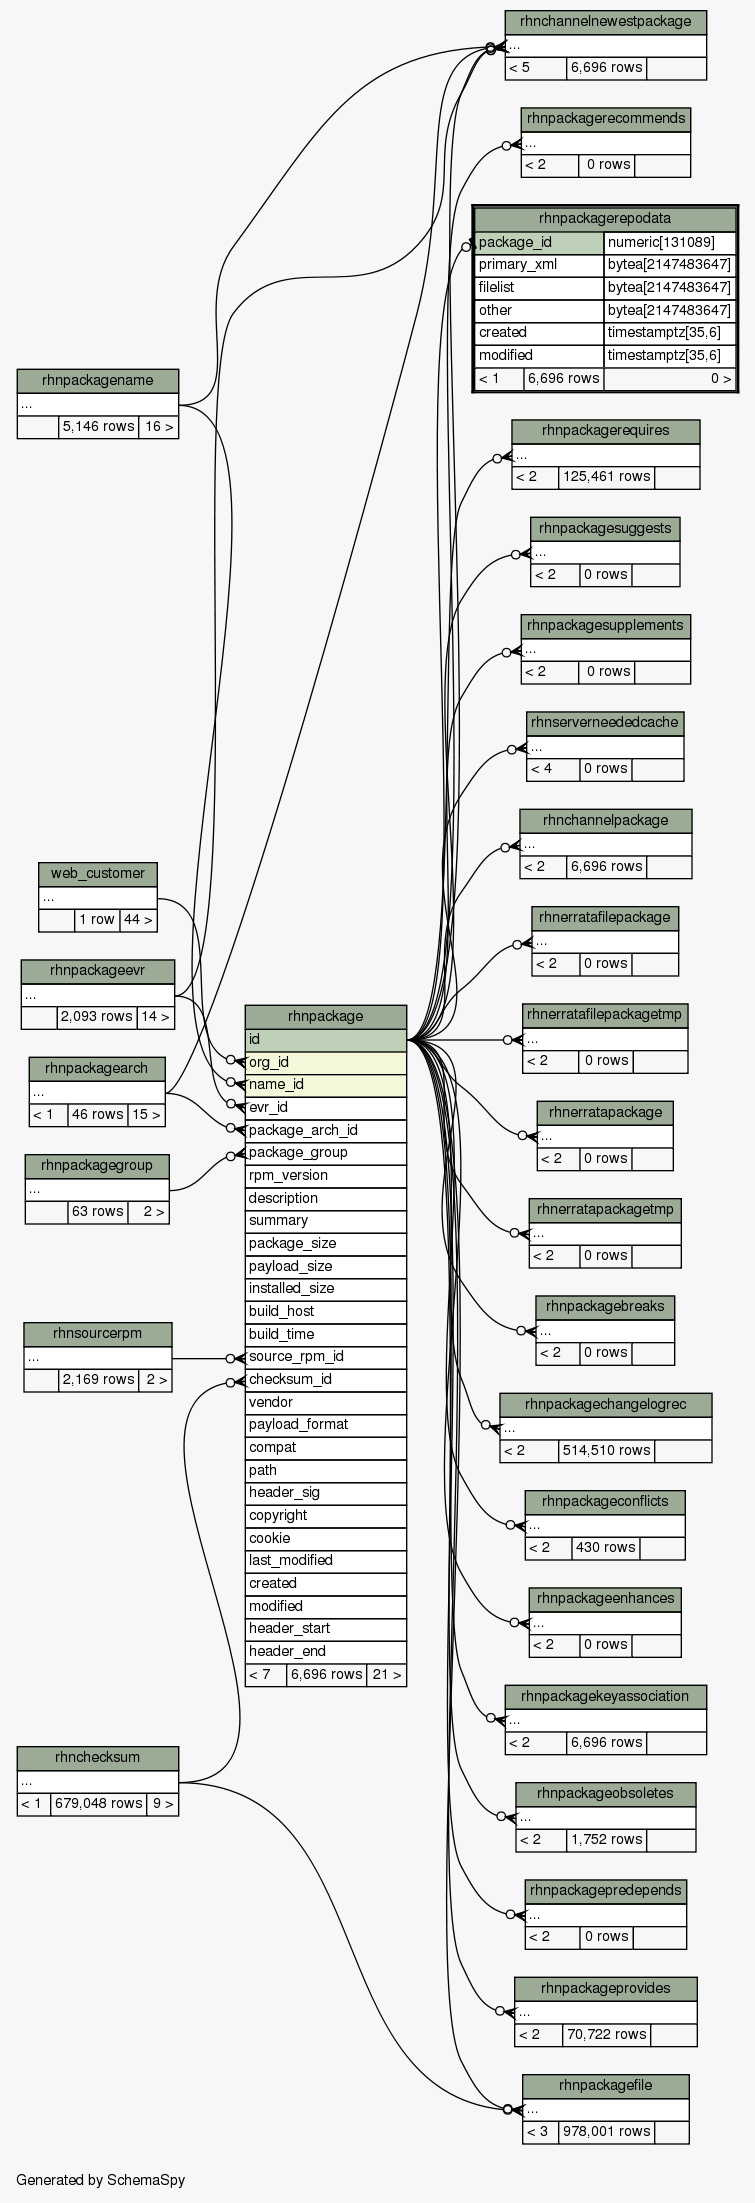 rhnchannelnewestpackage
...
< 5 6,696 rows
rhnpackagerecommends
...
< 2 0 rows
rhnpackagerepodata
package_id numeric[131089]
primary_xml bytea[2147483647]
filelist bytea[2147483647]
other bytea[2147483647]
created timestamptz[35,6]
modified timestamptz[35,6]
< 1 6,696 rows 0 >
rhnpackagename
...
5,146 rows 16 >
rhnpackagerequires
...
< 2 125,461 rows
rhnpackagesuggests
...
< 2 0 rows
rhnpackagesupplements
...
< 2 0 rows
rhnserverneededcache
...
< 4 0 rows
rhnchannelpackage
...
< 2 6,696 rows
web_customer
...
1 row 44 >
rhnerratafilepackage
...
< 2 0 rows
rhnpackageevr
...
2,093 rows 14 >
rhnerratafilepackagetmp
...
< 2 0 rows
rhnpackagearch
...
< 1 46 rows 15 >
rhnerratapackage
...
< 2 0 rows
rhnpackagegroup
...
63 rows 2 >
rhnpackage
id
org_id
name_id
evr_id
package_arch_id
package_group
rpm_version
description
summary
package_size
payload_size
installed_size
build_host
build_time
source_rpm_id
checksum_id
vendor
payload_format
compat
path
header_sig
copyright
cookie
last_modified
created
modified
header_start
header_end
< 7 6,696 rows 21 >
rhnerratapackagetmp
...
< 2 0 rows
rhnpackagebreaks
...
< 2 0 rows
rhnsourcerpm
...
2,169 rows 2 >
rhnpackagechangelogrec
...
< 2 514,510 rows
rhnpackageconflicts
...
< 2 430 rows
rhnpackageenhances
...
< 2 0 rows
rhnpackagekeyassociation
...
< 2 6,696 rows
rhnchecksum
...
< 1 679,048 rows 9 >
rhnpackageobsoletes
...
< 2 1,752 rows
rhnpackagepredepends
...
< 2 0 rows
rhnpackageprovides
...
< 2 70,722 rows
rhnpackagefile
...
< 3 978,001 rows
Generated by SchemaSpy